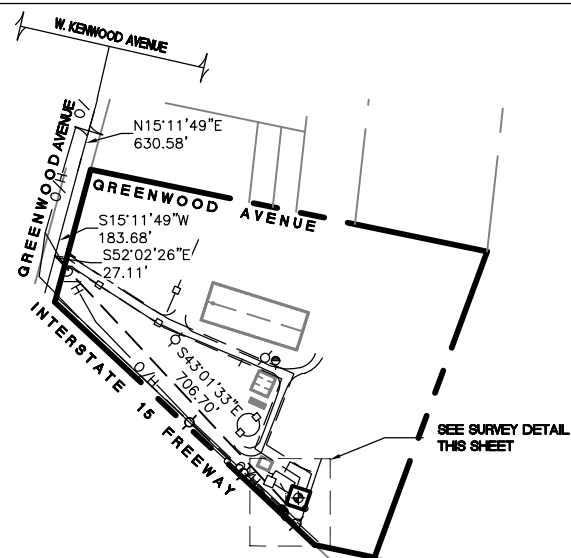 W. KENWOOD AVENUE
N15°11'49"E
630.58'
GREENWOOD AVENUE
O/
O/H
GREENWOOD AVENUE
S15°11'49"W
183.68'
S52°02'26"E
27.11'
O/H
S43°01'33"E
706.70'
O/H
INTERSTATE 15 FREEWAY
O/H
SEE SURVEY DETAIL
THIS SHEET